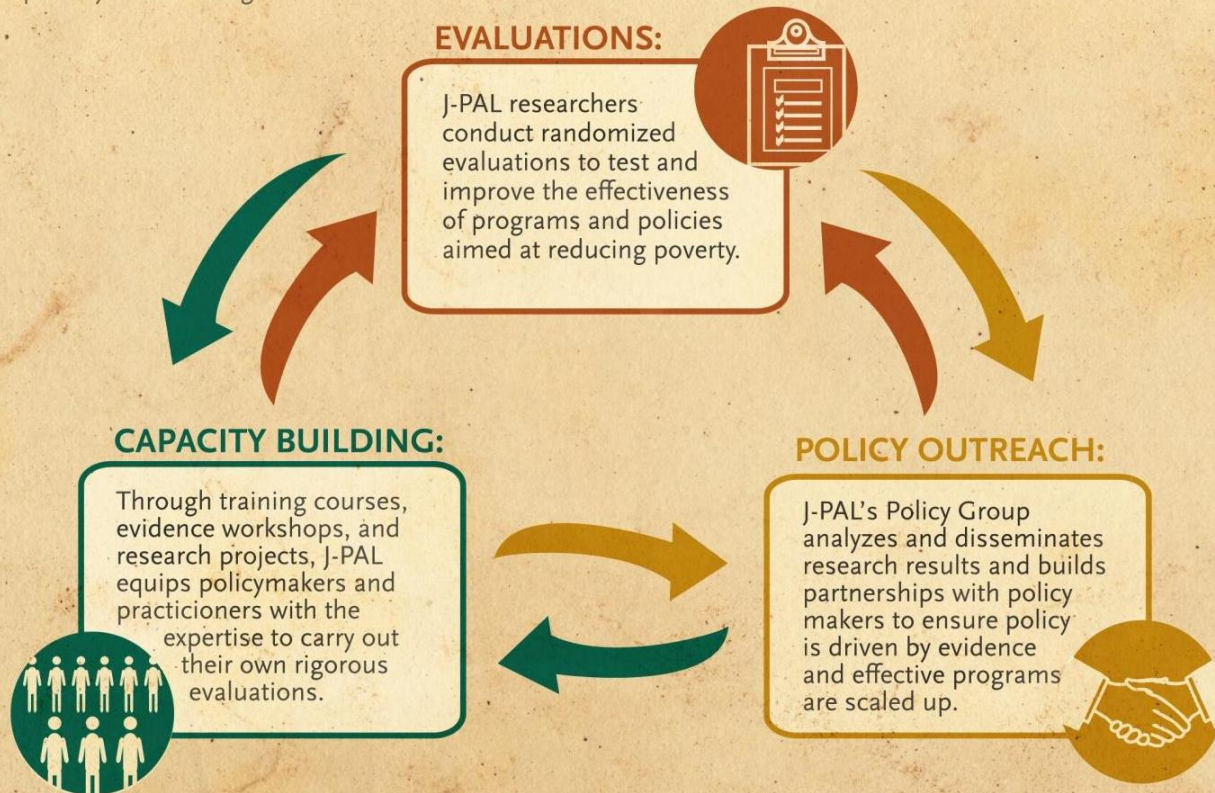 EVALUATIONS:
J-PAL researchers
conduct randomized
evaluations to test and
improve the effectiveness
of programs and policies
aimed at reducing poverty.
CAPACITY BUILDING:
Through training courses,
evidence workshops, and
research projects, J-PAL
equips policymakers and
practicioners with the
expertise to carry out
their own rigorous
evaluations.
POLICY OUTREACH:
J-PAL's Policy Group
analyzes and disseminates
research results and builds
partnerships with policy
makers to ensure policy
is driven by evidence
and effective programs
are scaled up.